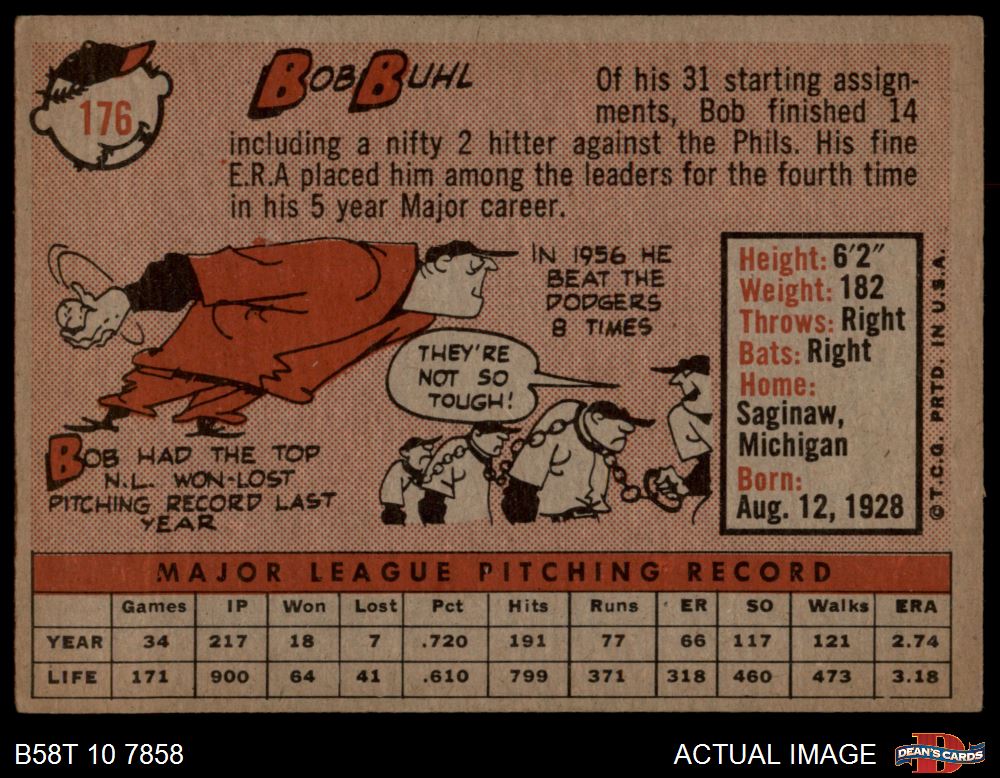 176
BOB BUHL
Of his 31 starting assign-
ments, Bob finished 14
including a nifty 2 hitter against the Phils. His fine
E.R.A placed him among the leaders for the fourth time
in his 5 year Major career.
IN 1956 HE
BEAT THE
DODGERS
8 TIMES
THEY'RE
NOT SO
TOUGH!
BOB HAD THE TOP
N.L. WON-LOST
PITCHING RECORD LAST
YEAR
Height: 6'2"
Weight: 182
Throws: Right
Bats: Right
Home:
Saginaw,
Michigan
Born:
Aug. 12, 1928
© T.C.G. PRTD. IN U.S.A.
MAJOR LEAGUE PITCHING RECORD
Games IP Won Lost Pct Hits Runs ER SO Walks ERA
YEAR 34 217 18 7 .720 191 77 66 117 121 2.74
LIFE 171 900 64 41 .610 799 371 318 460 473 3.18
B58T 10 7858
ACTUAL IMAGE
DEAN'S CARDS